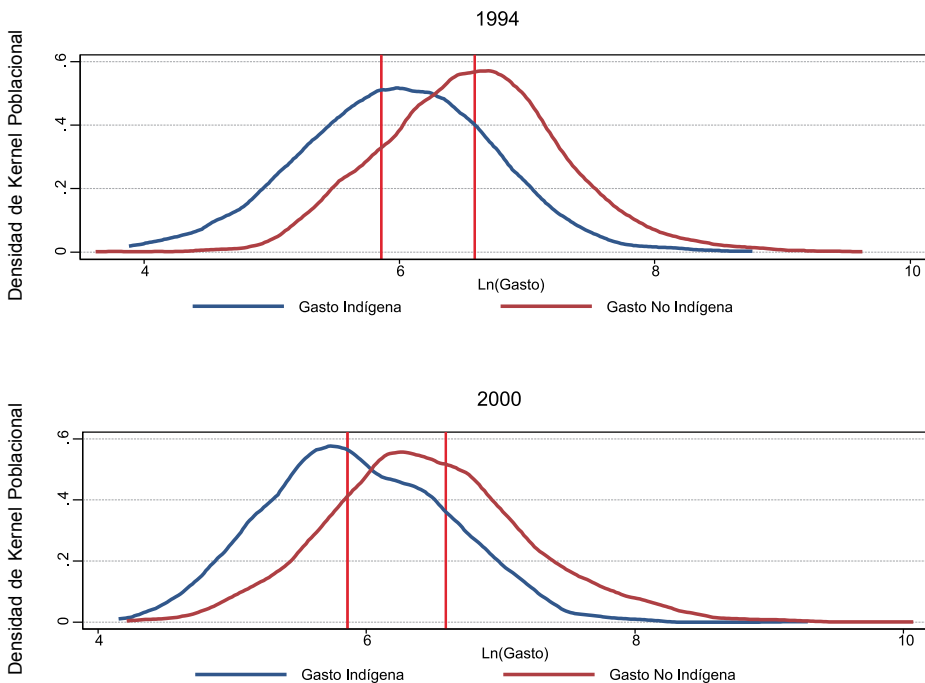 1994
Densidad de Kernel Poblacional
.6
.4
.2
0
4 6 8 10
Ln(Gasto)
Gasto Indígena Gasto No Indígena
2000
Densidad de Kernel Poblacional
.6
.4
.2
0
4 6 8 10
Ln(Gasto)
Gasto Indígena Gasto No Indígena